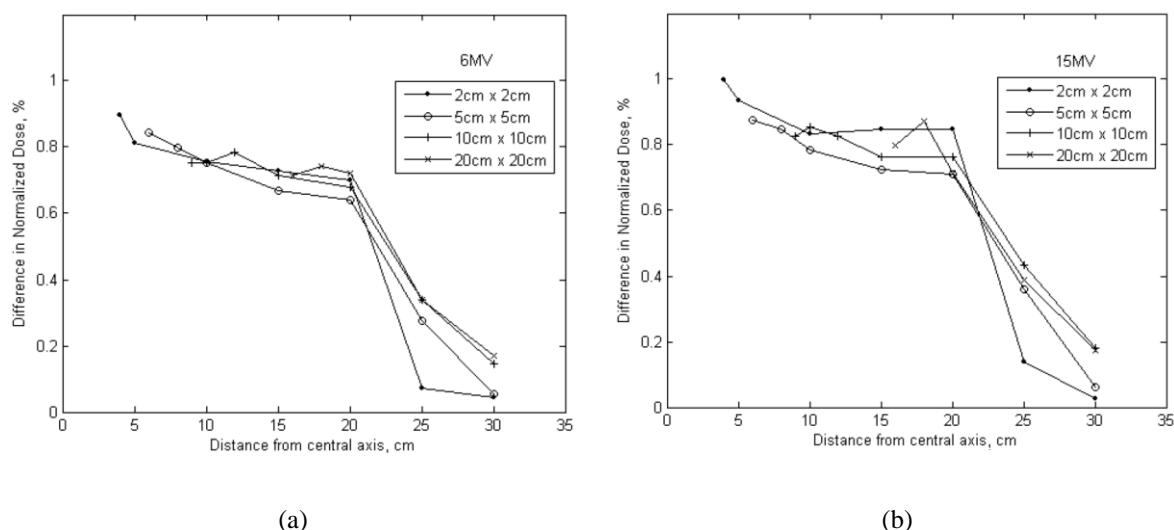 6MV
2cm x 2cm
5cm x 5cm
10cm x 10cm
20cm x 20cm
Difference in Normalized Dose, %
1
0.8
0.6
0.4
0.2
0
0 5 10 15 20 25 30 35
Distance from central axis, cm
(a)
15MV
2cm x 2cm
5cm x 5cm
10cm x 10cm
20cm x 20cm
Difference in Normalized Dose, %
1
0.8
0.6
0.4
0.2
0
0 5 10 15 20 25 30 35
Distance from central axis, cm
(b)